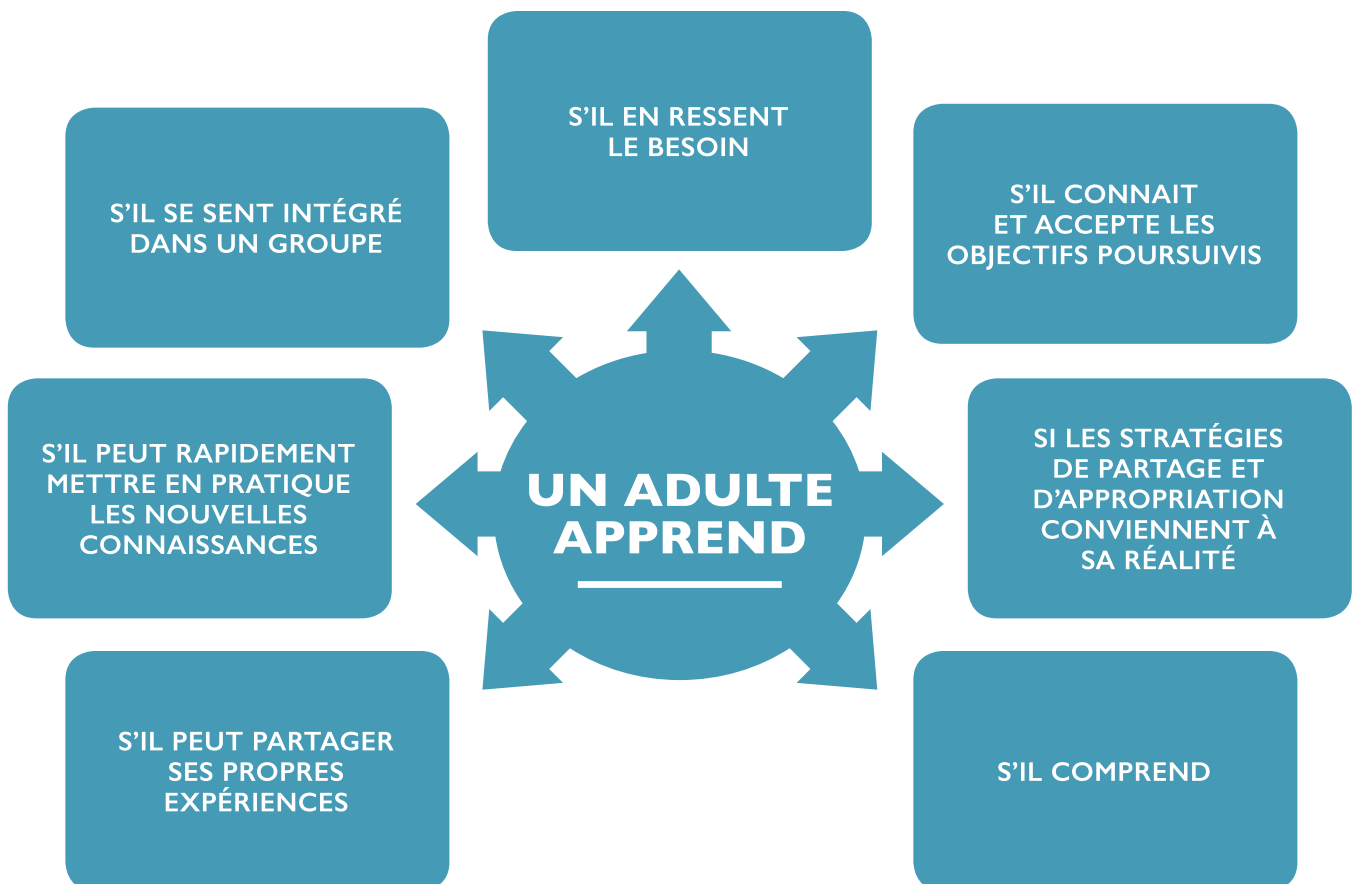 S'IL EN RESSENT
LE BESOIN
S'IL SE SENT INTÉGRÉ
DANS UN GROUPE
S'IL CONNAIT
ET ACCEPTE LES
OBJECTIFS POURSUIVIS
S'IL PEUT RAPIDEMENT
METTRE EN PRATIQUE
LES NOUVELLES
CONNAISSANCES
UN ADULTE
APPREND
SI LES STRATÉGIES
DE PARTAGE ET
D'APPROPRIATION
CONVIENNENT À
SA RÉALITÉ
S'IL PEUT PARTAGER
SES PROPRES
EXPÉRIENCES
S'IL COMPREND